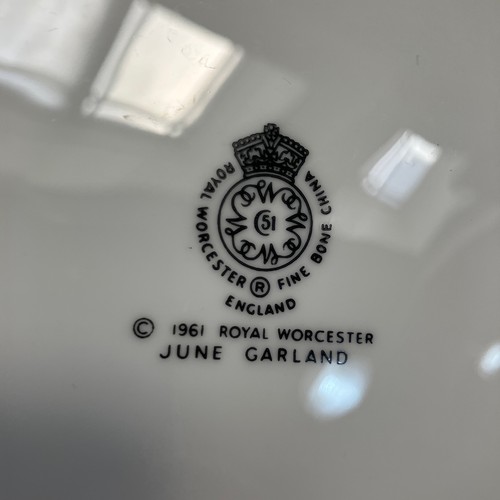 ROYAL WORCESTER ® FINE BONE CHINA
51
ENGLAND
© 1961 ROYAL WORCESTER
JUNE GARLAND